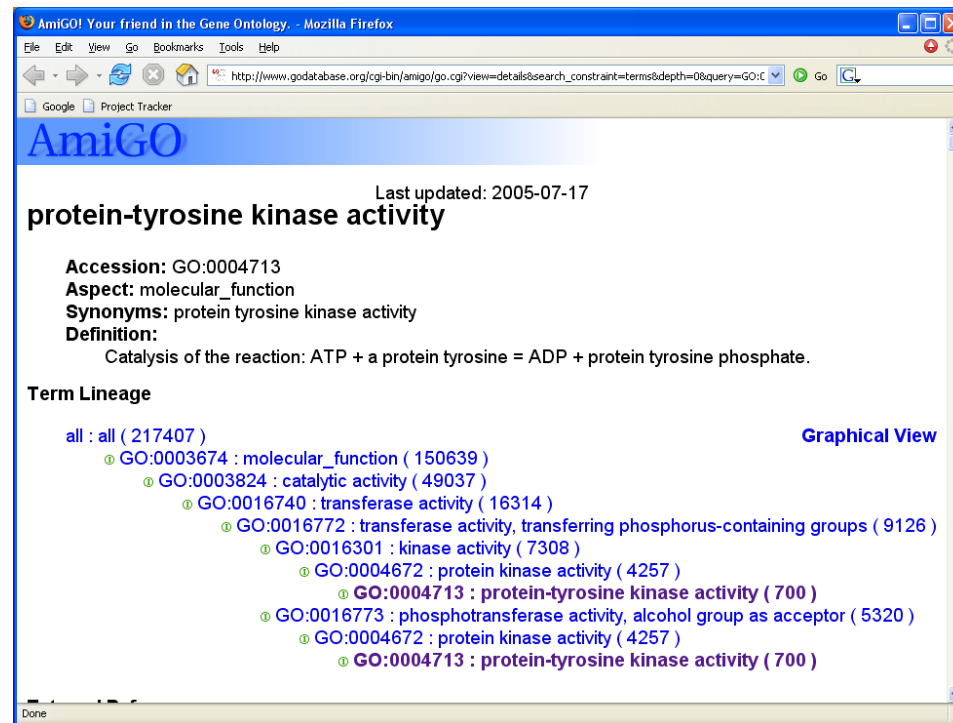 AmiGO! Your friend in the Gene Ontology. - Mozilla Firefox
File Edit View Go Bookmarks Tools Help
http://www.godatabase.org/cgi-bin/amigo/go.cgi?view=details&search_constraint=terms&depth=0&query=GO:C Go G
Google Project Tracker
AmiGO
Last updated: 2005-07-17
protein-tyrosine kinase activity
Accession: GO:0004713
Aspect: molecular_function
Synonyms: protein tyrosine kinase activity
Definition:
Catalysis of the reaction: ATP + a protein tyrosine = ADP + protein tyrosine phosphate.
Term Lineage
all : all ( 217407 ) Graphical View
GO:0003674 : molecular_function ( 150639 )
GO:0003824 : catalytic activity ( 49037 )
GO:0016740 : transferase activity ( 16314 )
GO:0016772 : transferase activity, transferring phosphorus-containing groups ( 9126 )
GO:0016301 : kinase activity ( 7308 )
GO:0004672 : protein kinase activity ( 4257 )
GO:0004713 : protein-tyrosine kinase activity ( 700 )
GO:0016773 : phosphotransferase activity, alcohol group as acceptor ( 5320 )
GO:0004672 : protein kinase activity ( 4257 )
GO:0004713 : protein-tyrosine kinase activity ( 700 )
Done